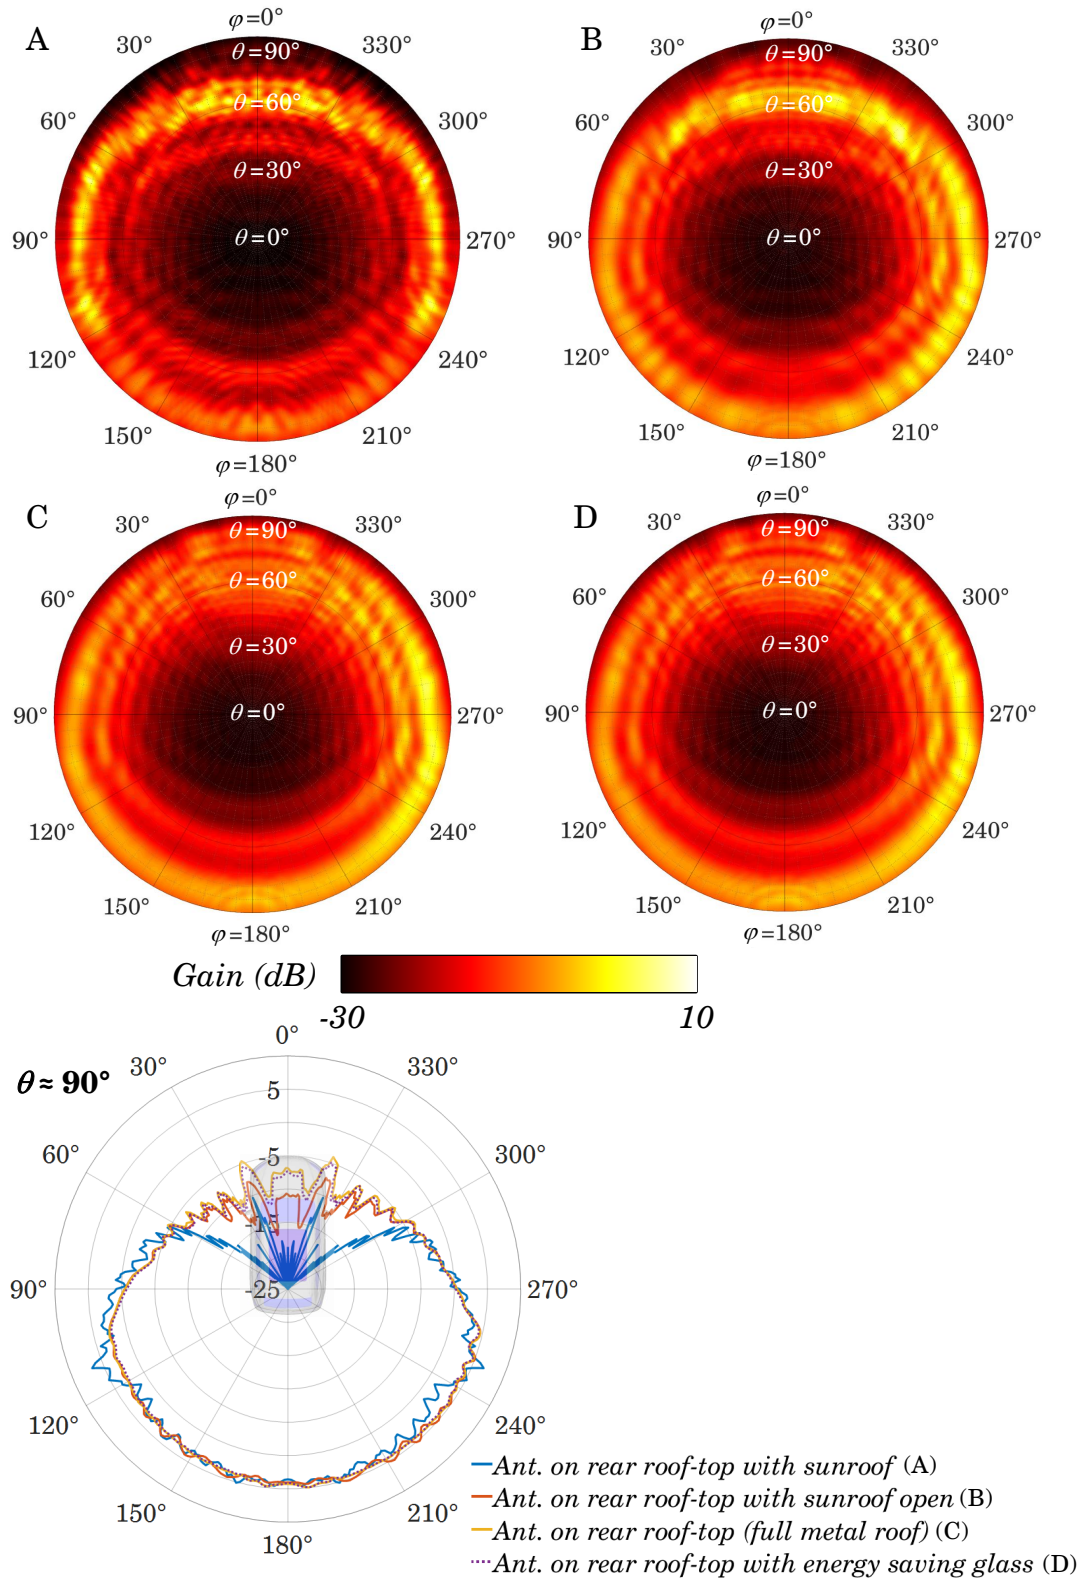 A
φ=0°
30°
330°
θ=90°
60°
θ=60°
300°
θ=30°
90°
θ=0°
270°
120°
240°
150°
210°
φ=180°
B
φ=0°
30°
330°
θ=90°
60°
θ=60°
300°
θ=30°
90°
θ=0°
270°
120°
240°
150°
210°
φ=180°
C
φ=0°
30°
330°
θ=90°
60°
θ=60°
300°
θ=30°
90°
θ=0°
270°
120°
240°
150°
210°
φ=180°
D
φ=0°
30°
330°
θ=90°
60°
θ=60°
300°
θ=30°
90°
θ=0°
270°
120°
240°
150°
210°
φ=180°
Gain (dB)
-30
10
θ ≈ 90°
0°
30°
330°
5
60°
-5
300°
-15
90°
-25
270°
120°
240°
150°
210°
180°
Ant. on rear roof-top with sunroof (A)
Ant. on rear roof-top with sunroof open (B)
Ant. on rear roof-top (full metal roof) (C)
Ant. on rear roof-top with energy saving glass (D)